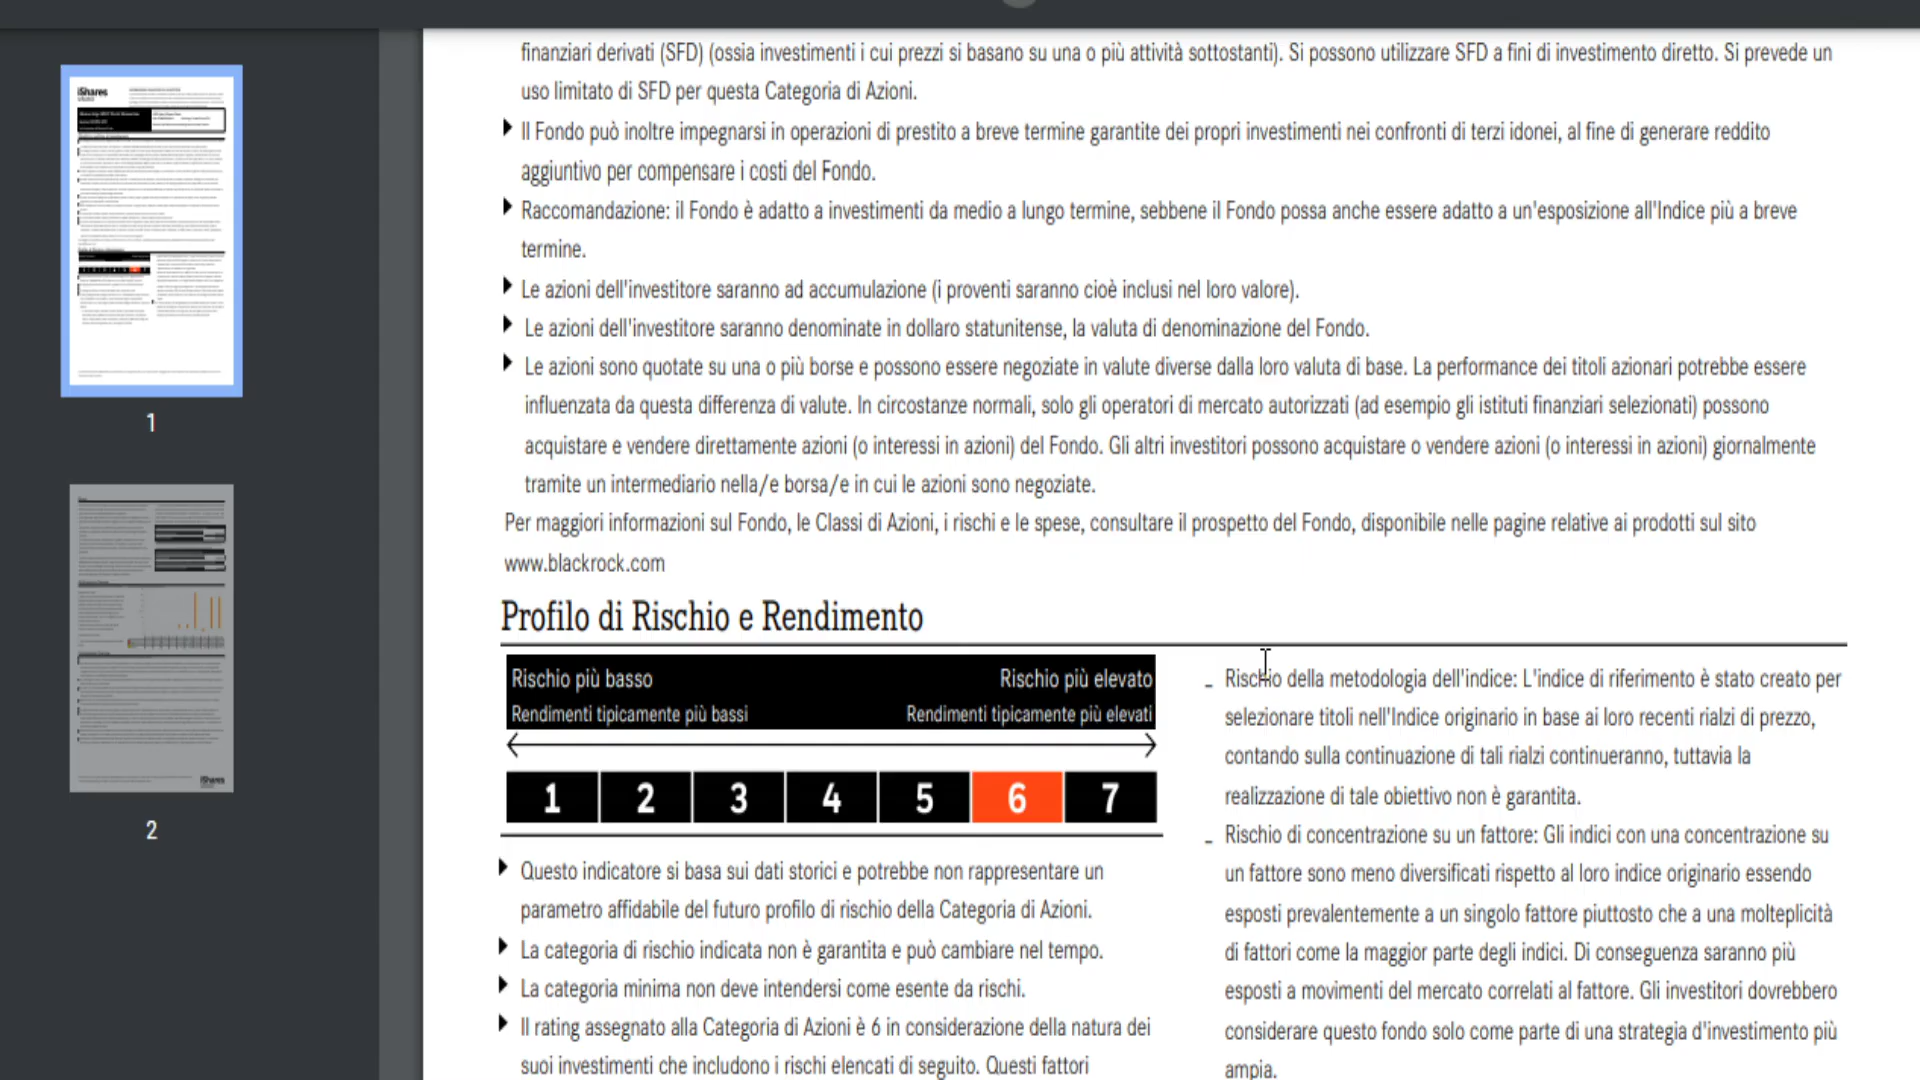 finanziari derivati (SFD) (ossia investimenti i cui prezzi si basano su una o più attività sottostanti). Si possono utilizzare SFD a fini di investimento diretto. Si prevede un
uso limitato di SFD per questa Categoria di Azioni.
Il Fondo può inoltre impegnarsi in operazioni di prestito a breve termine garantite dei propri investimenti nei confronti di terzi idonei, al fine di generare reddito
aggiuntivo per compensare i costi del Fondo.
Raccomandazione: il Fondo è adatto a investimenti da medio a lungo termine, sebbene il Fondo possa anche essere adatto a un'esposizione all'Indice più a breve
termine.
Le azioni dell'investitore saranno ad accumulazione (i proventi saranno cioè inclusi nel loro valore).
Le azioni dell'investitore saranno denominate in dollaro statunitense, la valuta di denominazione del Fondo.
Le azioni sono quotate su una o più borse e possono essere negoziate in valute diverse dalla loro valuta di base. La performance dei titoli azionari potrebbe essere
influenzata da questa differenza di valute. In circostanze normali, solo gli operatori di mercato autorizzati (ad esempio gli istituti finanziari selezionati) possono
acquistare e vendere direttamente azioni (o interessi in azioni) del Fondo. Gli altri investitori possono acquistare o vendere azioni (o interessi in azioni) giornalmente
tramite un intermediario nella/e borsa/e in cui le azioni sono negoziate.
Per maggiori informazioni sul Fondo, le Classi di Azioni, i rischi e le spese, consultare il prospetto del Fondo, disponibile nelle pagine relative ai prodotti sul sito
www.blackrock.com
Profilo di Rischio e Rendimento
Rischio più basso Rischio più elevato
Rendimenti tipicamente più bassi Rendimenti tipicamente più elevati
1 2 3 4 5 6 7
Questo indicatore si basa sui dati storici e potrebbe non rappresentare un
parametro affidabile del futuro profilo di rischio della Categoria di Azioni.
La categoria di rischio indicata non è garantita e può cambiare nel tempo.
La categoria minima non deve intendersi come esente da rischi.
Il rating assegnato alla Categoria di Azioni è 6 in considerazione della natura dei
suoi investimenti che includono i rischi elencati di seguito. Questi fattori
Rischio della metodologia dell'indice: L'indice di riferimento è stato creato per
selezionare titoli nell'Indice originario in base ai loro recenti rialzi di prezzo,
contando sulla continuazione di tali rialzi continueranno, tuttavia la
realizzazione di tale obiettivo non è garantita.
Rischio di concentrazione su un fattore: Gli indici con una concentrazione su
un fattore sono meno diversificati rispetto al loro indice originario essendo
esposti prevalentemente a un singolo fattore piuttosto che a una molteplicità
di fattori come la maggior parte degli indici. Di conseguenza saranno più
esposti a movimenti del mercato correlati al fattore. Gli investitori dovrebbero
considerare questo fondo solo come parte di una strategia d'investimento più
ampia.
iShares
1
2